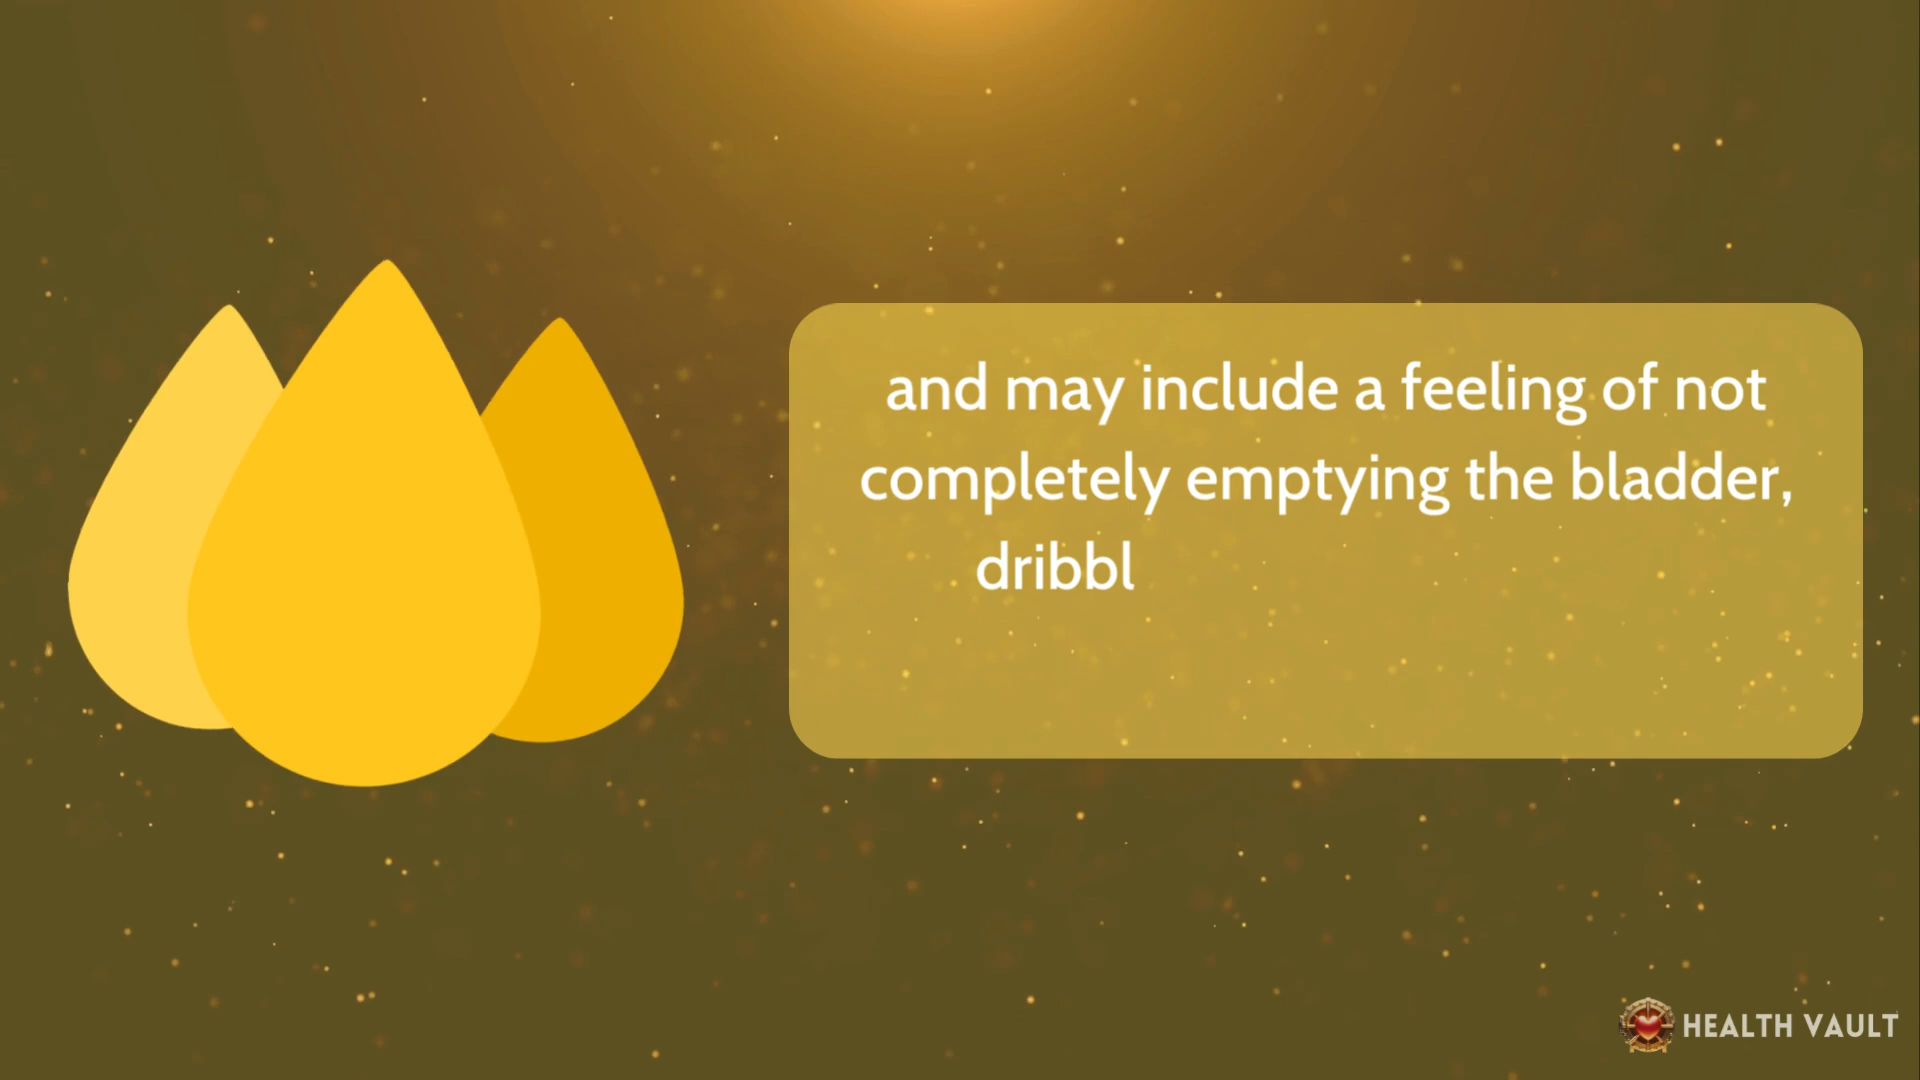 and may include a feeling of not
completely emptying the bladder,
dribbl
HEALTH VAULT